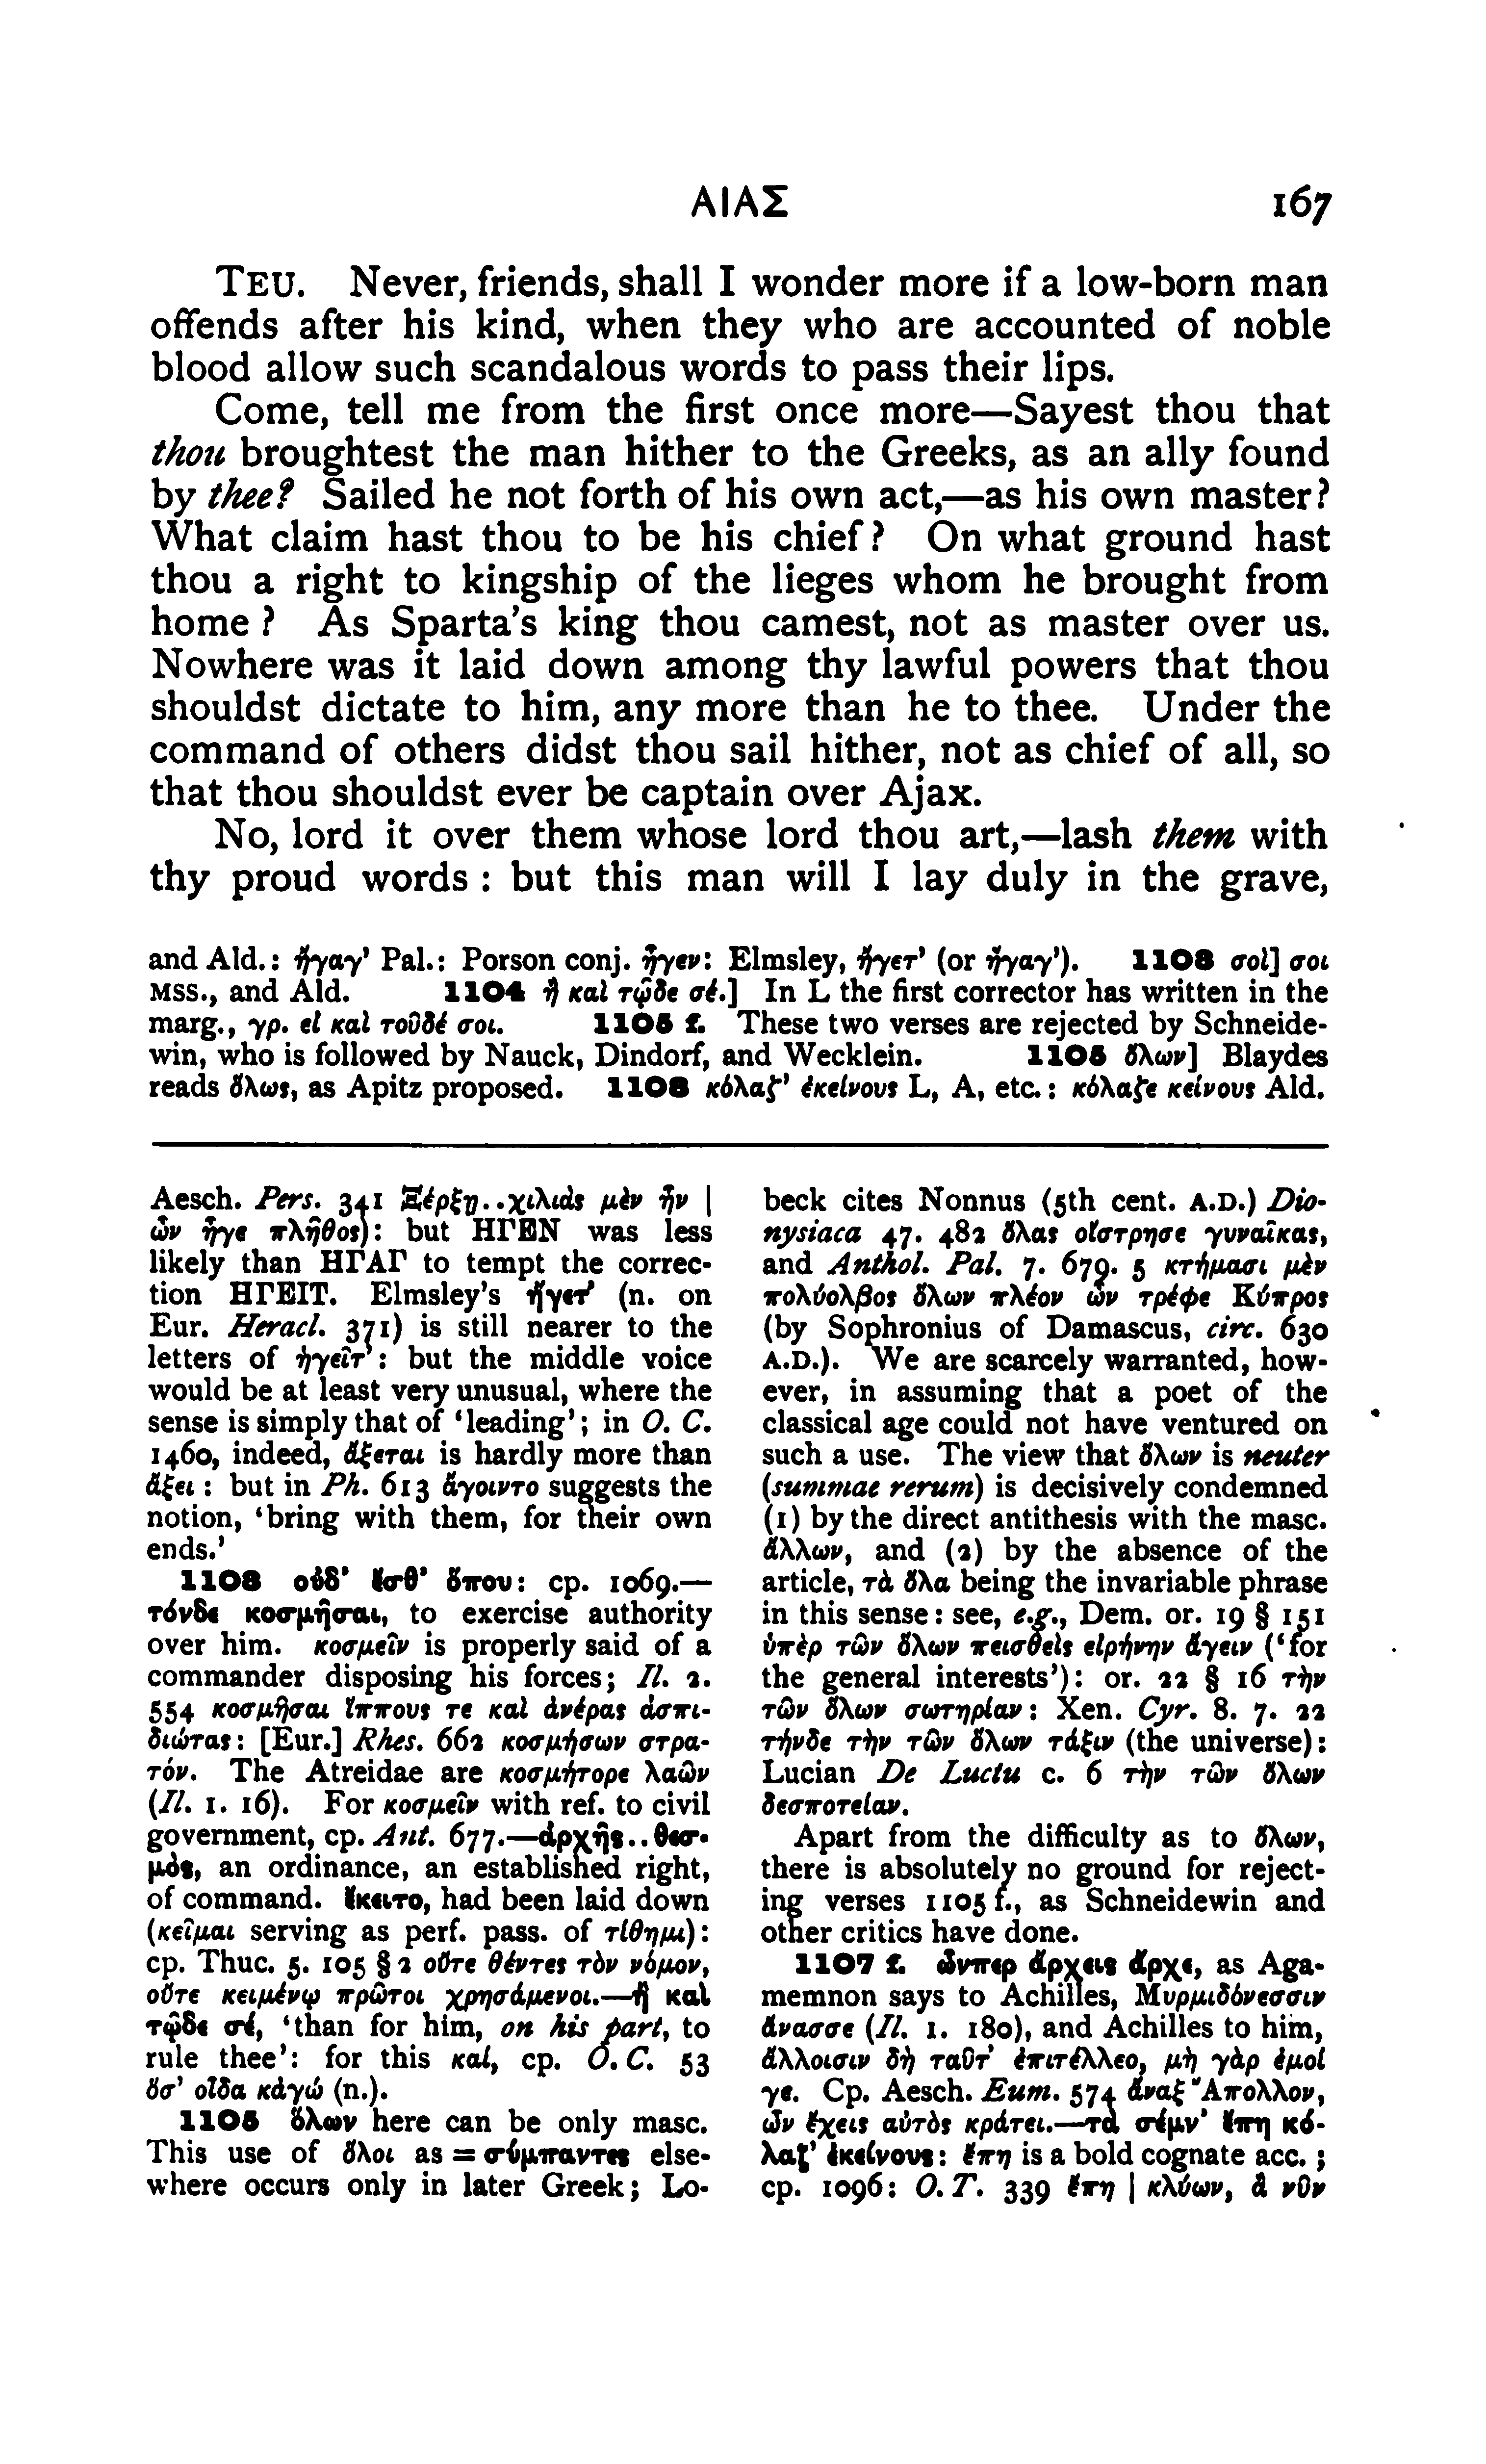 ΑΙΑΣ 167
TEU. Never, friends, shall I wonder more if a low-born man
offends after his kind, when they who are accounted of noble
blood allow such scandalous words to pass their lips.
Come, tell me from the first once more—Sayest thou that
thou broughtest the man hither to the Greeks, as an ally found
by thee? Sailed he not forth of his own act,—as his own master?
What claim hast thou to be his chief? On what ground hast
thou a right to kingship of the lieges whom he brought from
home? As Sparta's king thou camest, not as master over us.
Nowhere was it laid down among thy lawful powers that thou
shouldst dictate to him, any more than he to thee. Under the
command of others didst thou sail hither, not as chief of all, so
that thou shouldst ever be captain over Ajax.
No, lord it over them whose lord thou art,—lash them with
thy proud words: but this man will I lay duly in the grave,
and Ald.: ἤγαγ' Pal.: Porson conj. ἦγεν: Elmsley, ἤγετ' (or ἤγαγ'). 1103 σοὶ] σοι
MSS., and Ald. 1104 ἢ καὶ τῷδε σέ.] In L the first corrector has written in the
marg., γρ. εἰ καὶ τοῦδέ σοι. 1105 f. These two verses are rejected by Schneide-
win, who is followed by Nauck, Dindorf, and Wecklein. 1105 ὅλων] Blaydes
reads ὅλως, as Apitz proposed. 1108 κόλαζ' ἐκείνους L, A, etc.: κόλαζε κείνους Ald.
Aesch. Pers. 341 Ξέρξῃ..χιλιὰς μὲν ἦν |
ὧν ἦγε πλῆθος): but ΗΓΕΝ was less
likely than ΗΓΑΓ to tempt the correc-
tion ΗΓΕΙΤ. Elmsley's ἤγετ' (n. on
Eur. Heracl. 371) is still nearer to the
letters of ἡγεῖτ': but the middle voice
would be at least very unusual, where the
sense is simply that of 'leading'; in O. C.
1460, indeed, ἄξεται is hardly more than
ἄξει: but in Ph. 613 ἄγοιντο suggests the
notion, 'bring with them, for their own
ends.'
1103 οὐδ' ἔσθ' ὅπου: cp. 1069.—
τόνδε κοσμῆσαι, to exercise authority
over him. κοσμεῖν is properly said of a
commander disposing his forces; Il. 2.
554 κοσμῆσαι ἵππους τε καὶ ἀνέρας ἀσπι-
διώτας: [Eur.] Rhes. 662 κοσμήσων στρα-
τόν. The Atreidae are κοσμήτορε λαῶν
(Il. 1. 16). For κοσμεῖν with ref. to civil
government, cp. Ant. 677.—ἀρχῆς..θεσ-
μὸς, an ordinance, an established right,
of command. ἔκειτο, had been laid down
(κεῖμαι serving as perf. pass. of τίθημι):
cp. Thuc. 5. 105 § 2 οὔτε θέντες τὸν νόμον,
οὔτε κειμένῳ πρῶτοι χρησάμενοι.—ἢ καὶ
τῷδε σέ, 'than for him, on his part, to
rule thee': for this καί, cp. O. C. 53
ὅσ' οἶδα κἀγώ (n.).
1105 ὅλων here can be only masc.
This use of ὅλοι as = σύμπαντες else-
where occurs only in later Greek; Lo-
beck cites Nonnus (5th cent. A.D.) Dio-
nysiaca 47. 482 ὅλας οἴστρησε γυναῖκας,
and Anthol. Pal. 7. 679. 5 κτήμασι μὲν
πολύολβος ὅλων πλέον ὧν τρέφε Κύπρος
(by Sophronius of Damascus, circ. 630
A.D.). We are scarcely warranted, how-
ever, in assuming that a poet of the
classical age could not have ventured on
such a use. The view that ὅλων is neuter
(summae rerum) is decisively condemned
(1) by the direct antithesis with the masc.
ἄλλων, and (2) by the absence of the
article, τὰ ὅλα being the invariable phrase
in this sense: see, e.g., Dem. or. 19 § 151
ὑπὲρ τῶν ὅλων πεισθεὶς εἰρήνην ἄγειν ('for
the general interests'): or. 22 § 16 τὴν
τῶν ὅλων σωτηρίαν: Xen. Cyr. 8. 7. 22
τήνδε τὴν τῶν ὅλων τάξιν (the universe):
Lucian De Luctu c. 6 τὴν τῶν ὅλων
δεσποτείαν.
Apart from the difficulty as to ὅλων,
there is absolutely no ground for reject-
ing verses 1105 f., as Schneidewin and
other critics have done.
1107 f. ὧνπερ ἄρχεις ἄρχε, as Aga-
memnon says to Achilles, Μυρμιδόνεσσιν
ἄνασσε (Il. 1. 180), and Achilles to him,
ἄλλοισιν δὴ ταῦτ' ἐπιτέλλεο, μὴ γὰρ ἐμοί
γε. Cp. Aesch. Eum. 574 ἄναξ Ἄπολλον,
ὧν ἔχεις αὐτὸς κράτει.—τὰ σέμν' ἔπη κό-
λαζ' ἐκείνους: ἔπη is a bold cognate acc.;
cp. 1096: O. T. 339 ἔπη | κλύων, ἃ νῦν